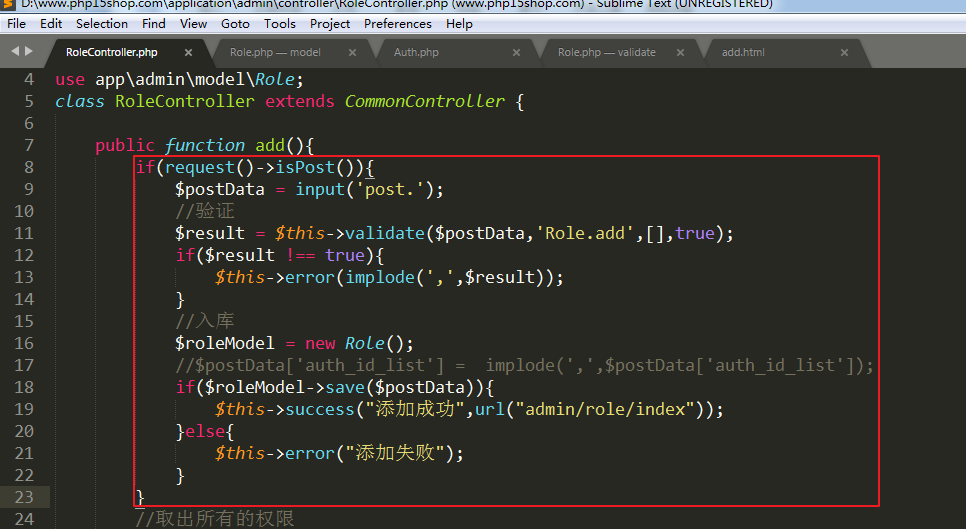 D:\www.php15shop.com\application\admin\controller\RoleController.php (www.php15shop.com) - Sublime Text (UNREGISTERED)
File Edit Selection Find View Goto Tools Project Preferences Help
RoleController.php × Role.php — model × Auth.php × Role.php — validate × add.html ×
4 use app\admin\model\Role;
5 class RoleController extends CommonController {
6
7 public function add(){
8 if(request()->isPost()){
9 $postData = input('post.');
10 //验证
11 $result = $this->validate($postData,'Role.add',[],true);
12 if($result !== true){
13 $this->error(implode(',',$result));
14 }
15 //入库
16 $roleModel = new Role();
17 //$postData['auth_id_list'] =  implode(',',$postData['auth_id_list']);
18 if($roleModel->save($postData)){
19 $this->success("添加成功",url("admin/role/index"));
20 }else{
21 $this->error("添加失败");
22 }
23 }
24 //取出所有的权限